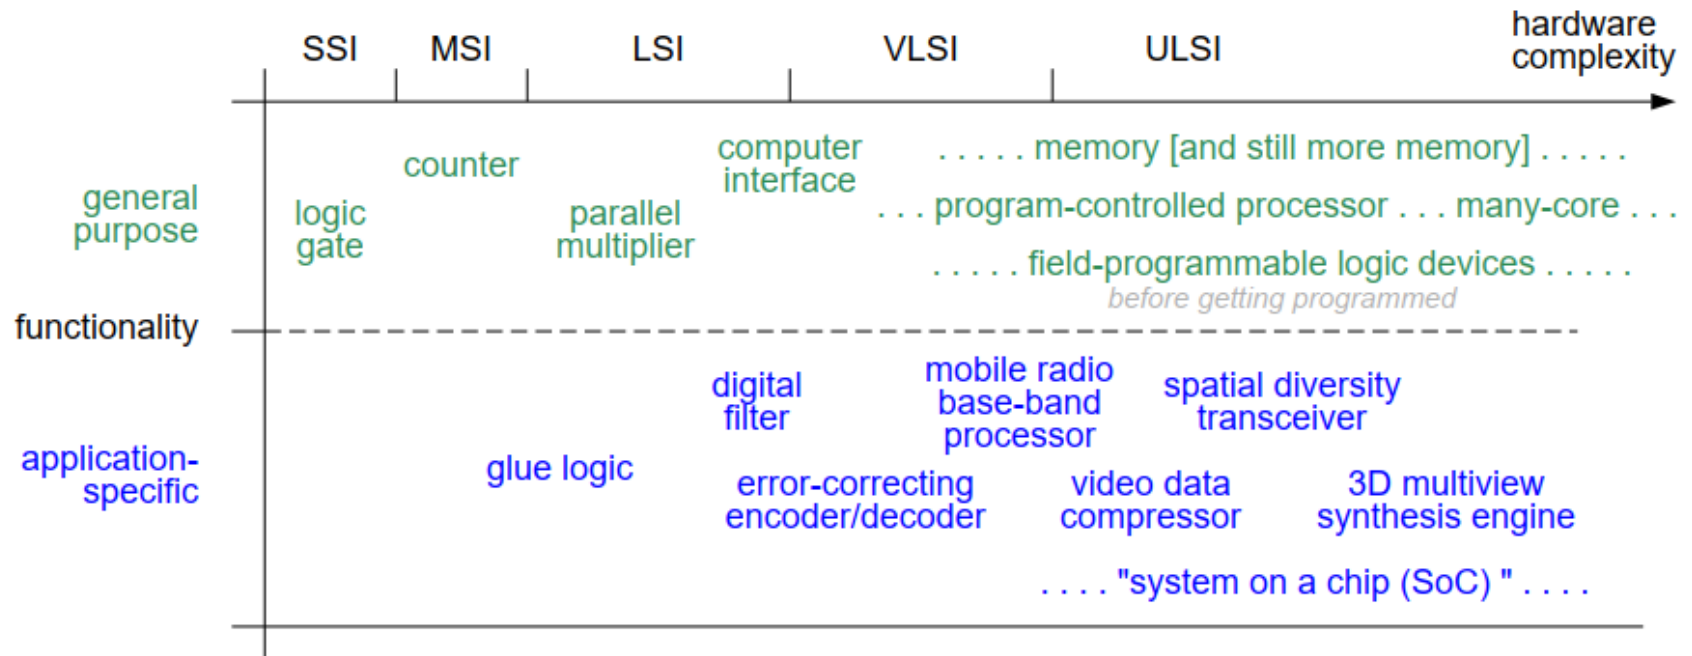 SSI MSI LSI VLSI ULSI hardware
complexity
general
purpose
logic
gate
counter
parallel
multiplier
computer
interface
. . . . . memory [and still more memory] . . . . .
. . . program-controlled processor . . . many-core . . .
. . . . . field-programmable logic devices . . . . .
before getting programmed
functionality
application-
specific
glue logic
digital
filter
mobile radio
base-band
processor
spatial diversity
transceiver
error-correcting
encoder/decoder
video data
compressor
3D multiview
synthesis engine
. . . . "system on a chip (SoC) " . . . .